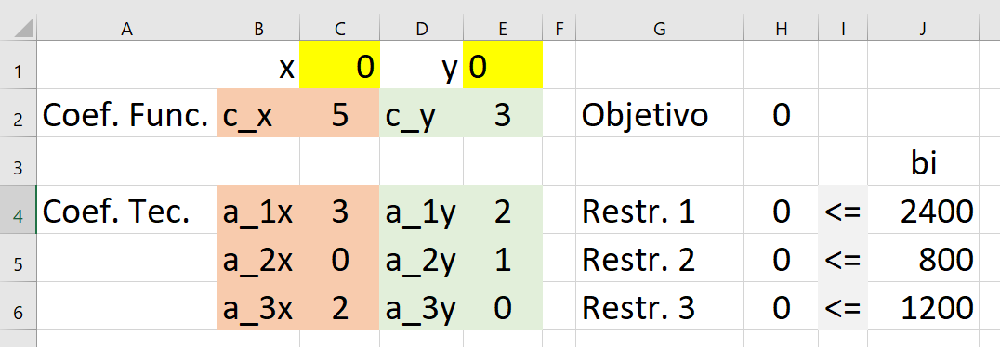 A B C D E F G H I J
1 x 0 y 0
2 Coef. Func. c_x 5 c_y 3 Objetivo 0
3 bi
4 Coef. Tec. a_1x 3 a_1y 2 Restr. 1 0 <= 2400
5 a_2x 0 a_2y 1 Restr. 2 0 <= 800
6 a_3x 2 a_3y 0 Restr. 3 0 <= 1200